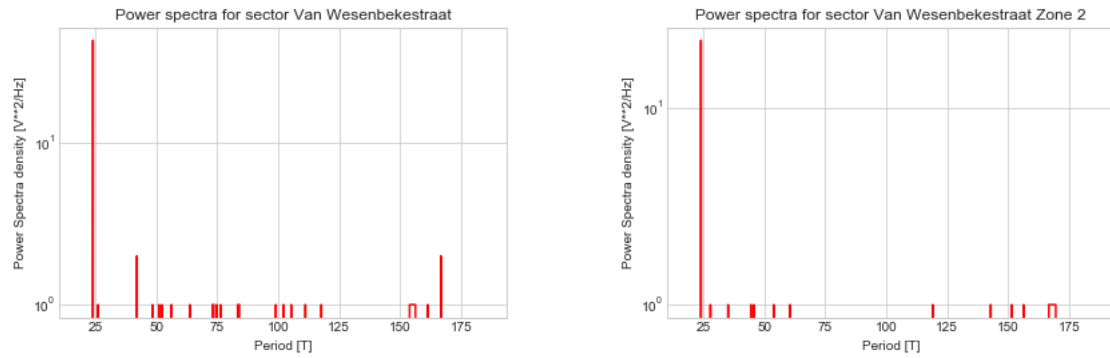 Power spectra for sector Van Wesenbekestraat
Power Spectra density [V**2/Hz]
10^1
10^0
25 50 75 100 125 150 175
Period [T]
Power spectra for sector Van Wesenbekestraat Zone 2
Power Spectra density [V**2/Hz]
10^1
10^0
25 50 75 100 125 150 175
Period [T]